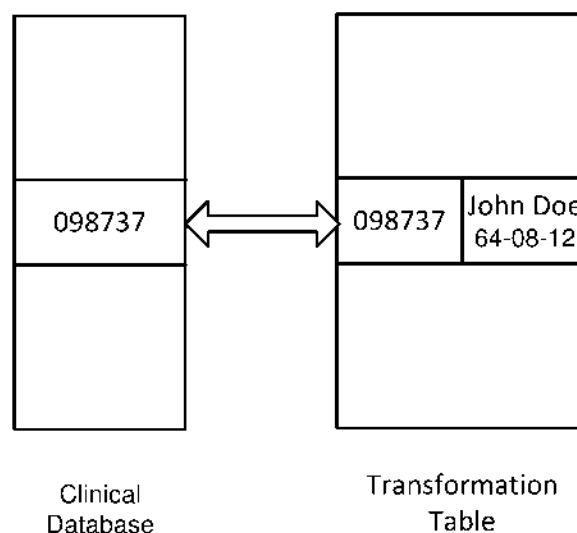 098737
098737
John Doe
64-08-12
Clinical
Database
Transformation
Table